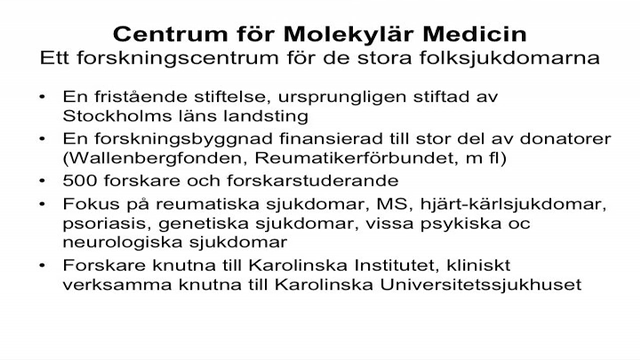 Centrum för Molekylär Medicin
Ett forskningscentrum för de stora folksjukdomarna
• En fristående stiftelse, ursprungligen stiftad av
Stockholms läns landsting
• En forskningsbyggnad finansierad till stor del av donatorer
(Wallenbergfonden, Reumatikerförbundet, m fl)
• 500 forskare och forskarstuderande
• Fokus på reumatiska sjukdomar, MS, hjärt-kärlsjukdomar,
psoriasis, genetiska sjukdomar, vissa psykiska oc
neurologiska sjukdomar
• Forskare knutna till Karolinska Institutet, kliniskt
verksamma knutna till Karolinska Universitetssjukhuset